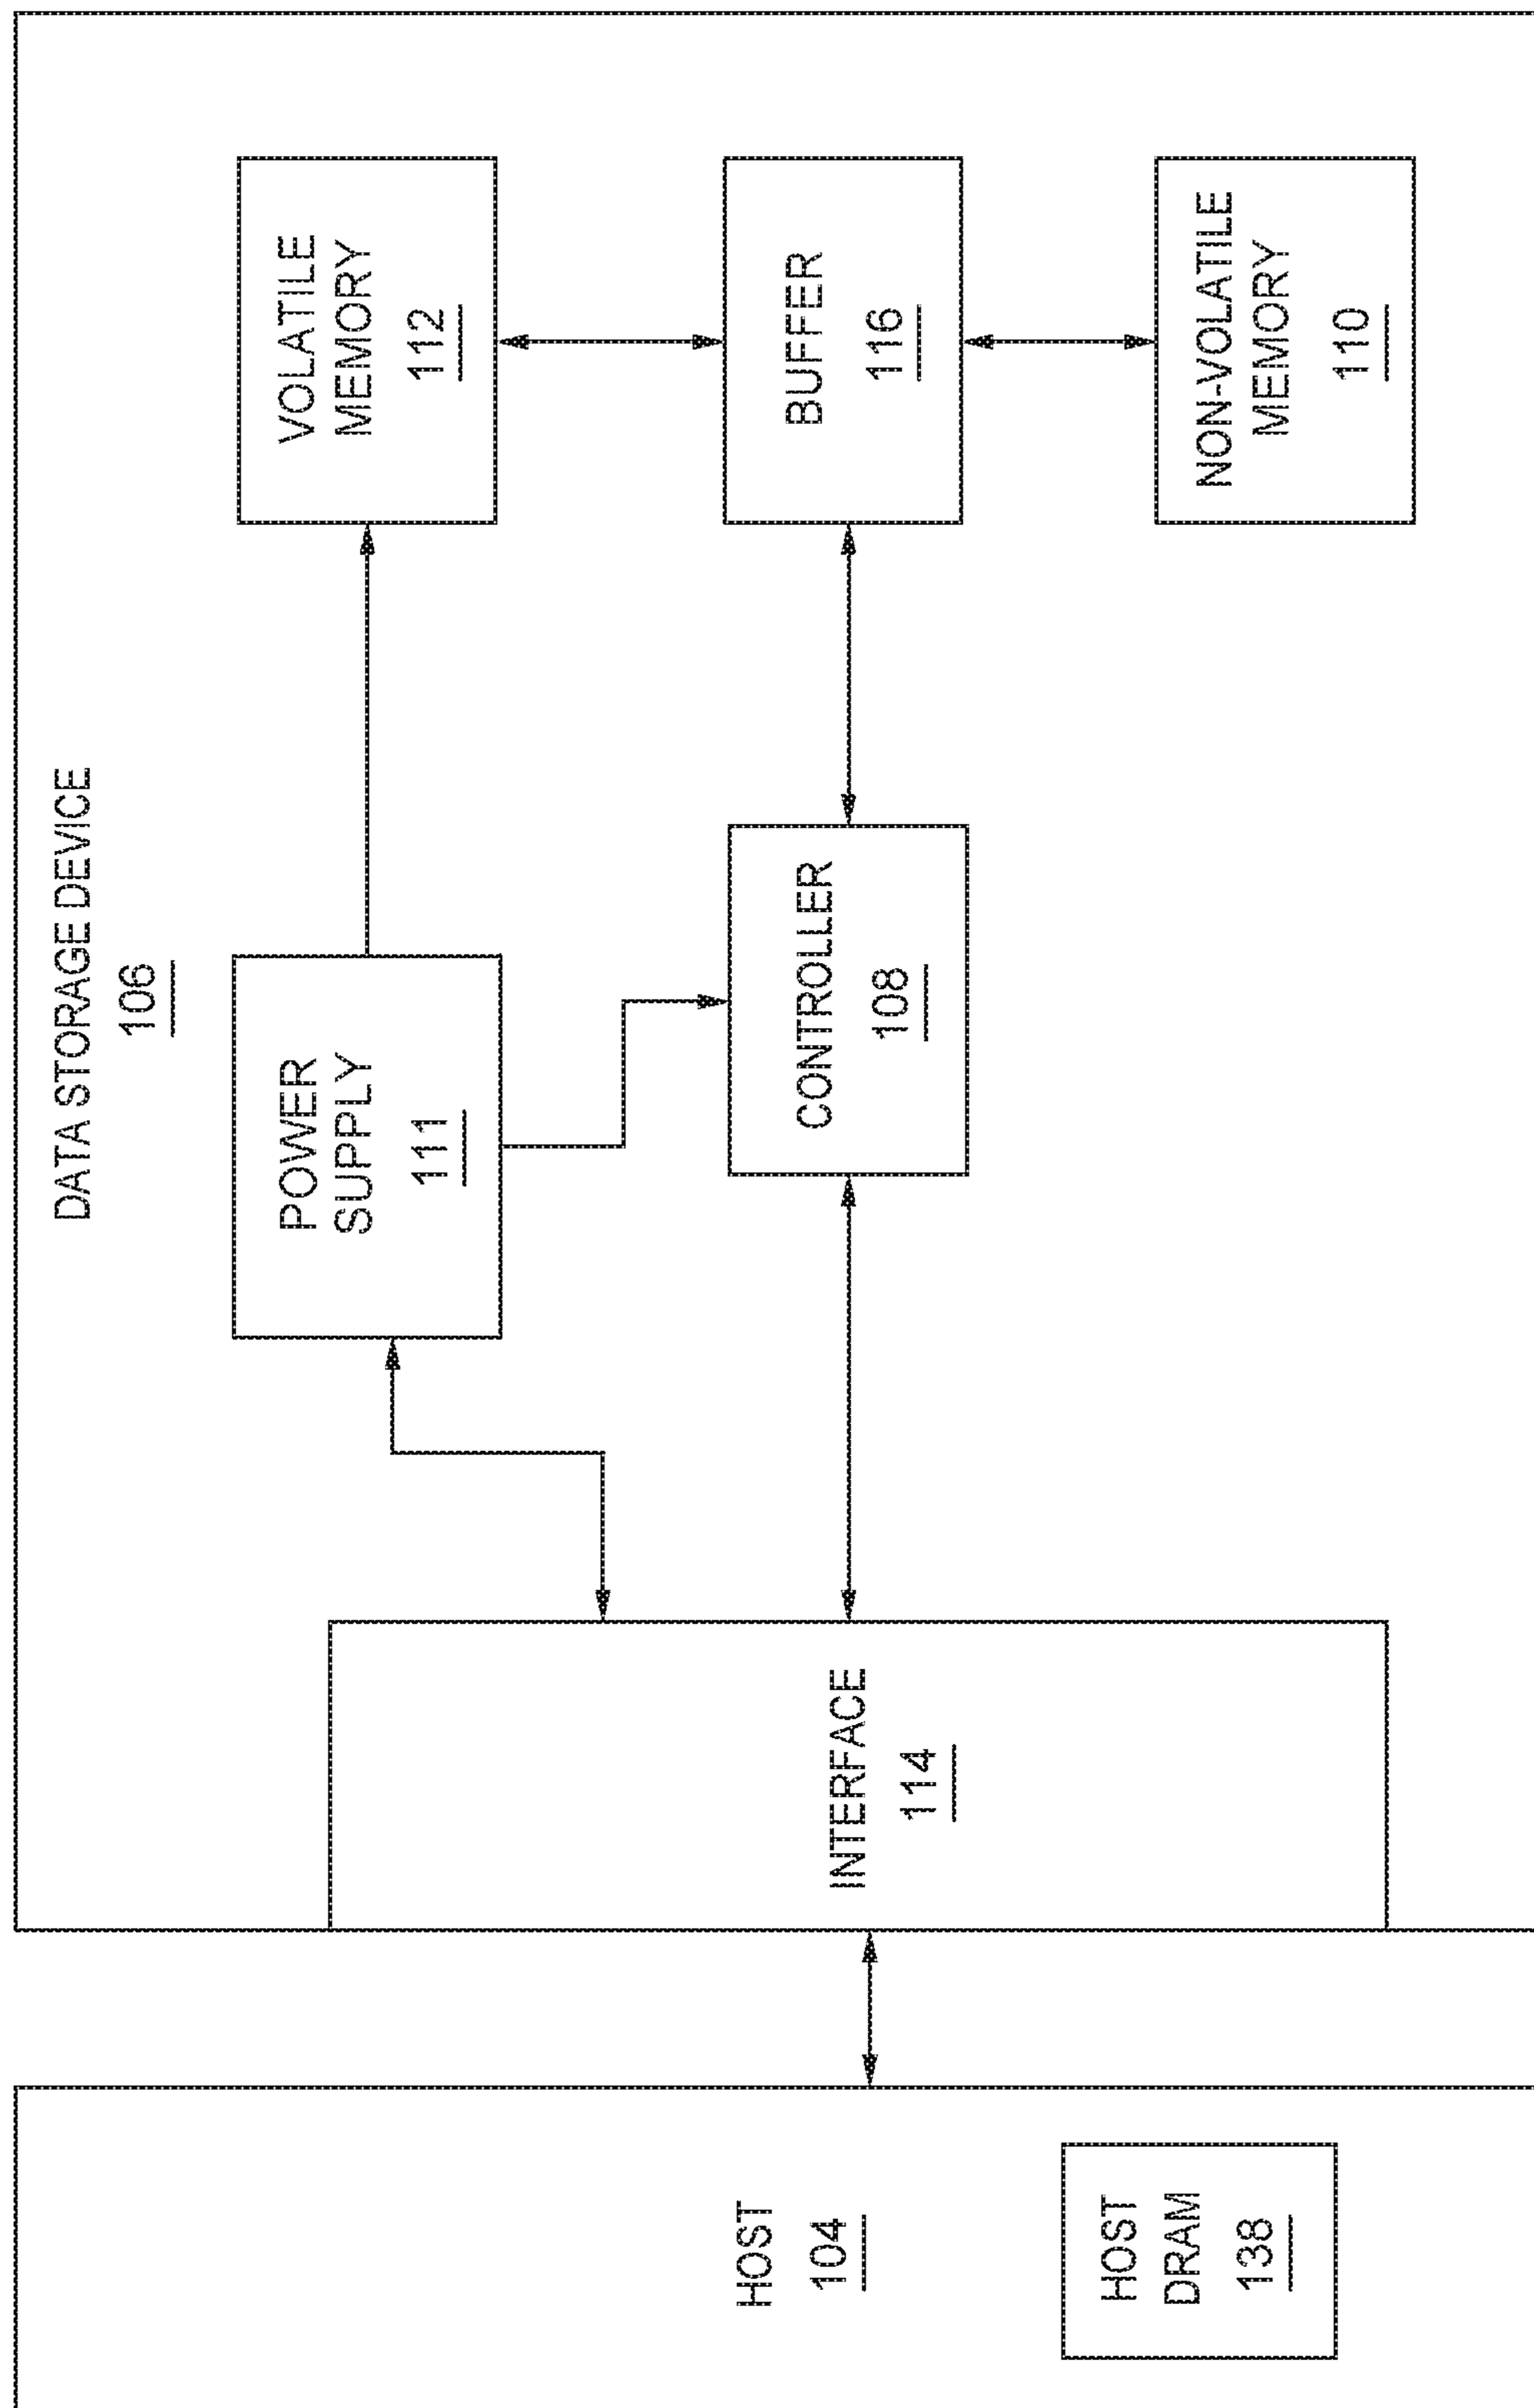 DATA STORAGE DEVICE
106
HOST
104
HOST
DRAM
138
INTERFACE
114
POWER
SUPPLY
111
CONTROLLER
108
VOLATILE
MEMORY
112
BUFFER
116
NON-VOLATILE
MEMORY
110